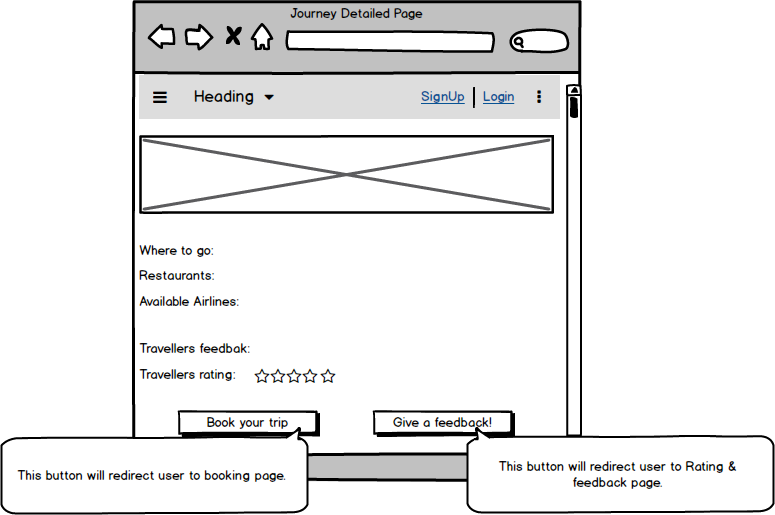 Journey Detailed Page
Heading
SignUp
Login
Where to go:
Restaurants:
Available Airlines:
Travellers feedbak:
Travellers rating:
Book your trip
Give a feedback!
This button will redirect user to booking page.
This button will redirect user to Rating &
feedback page.